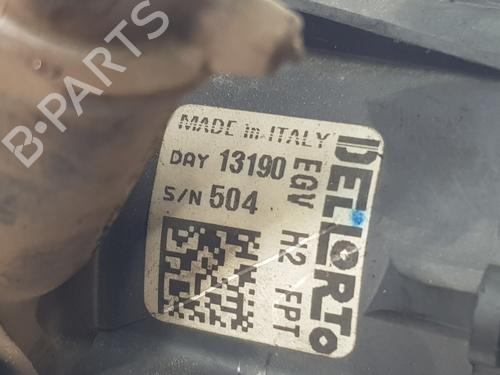 MADE in ITALY
DAY 13190
S/N 504
EGV H2 FPT
DELLORTO
B-PARTS